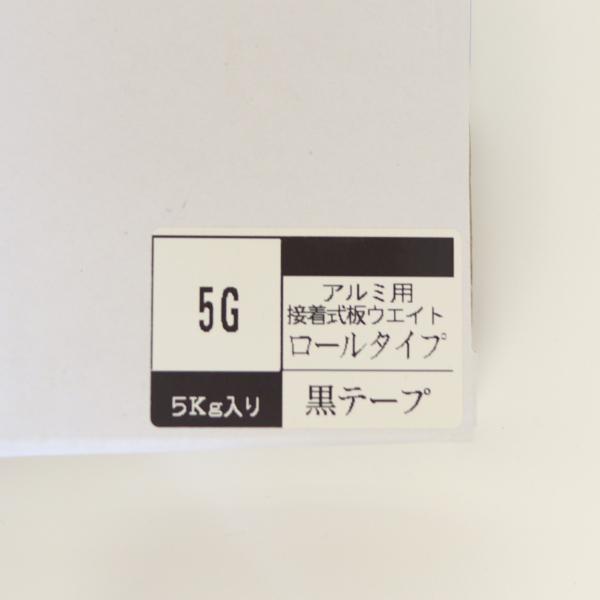 5G
アルミ用
接着式板ウエイト
ロールタイプ
5Kg入り
黒テープ